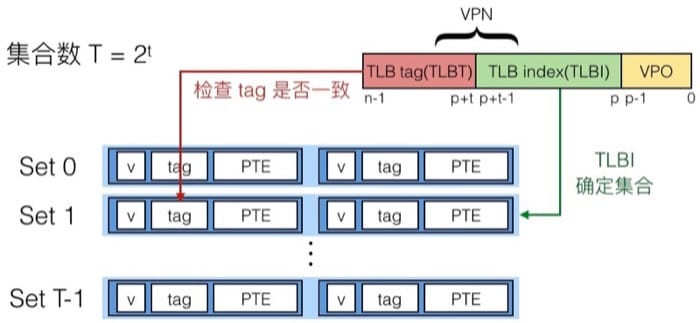 VPN
集合数 T = 2ᵗ
TLB tag(TLBT) TLB index(TLBI) VPO
检查 tag 是否一致
n-1 p+t p+t-1 p p-1 0
TLBI
确定集合
Set 0 v tag PTE v tag PTE
Set 1 v tag PTE v tag PTE
⋮
Set T-1 v tag PTE v tag PTE